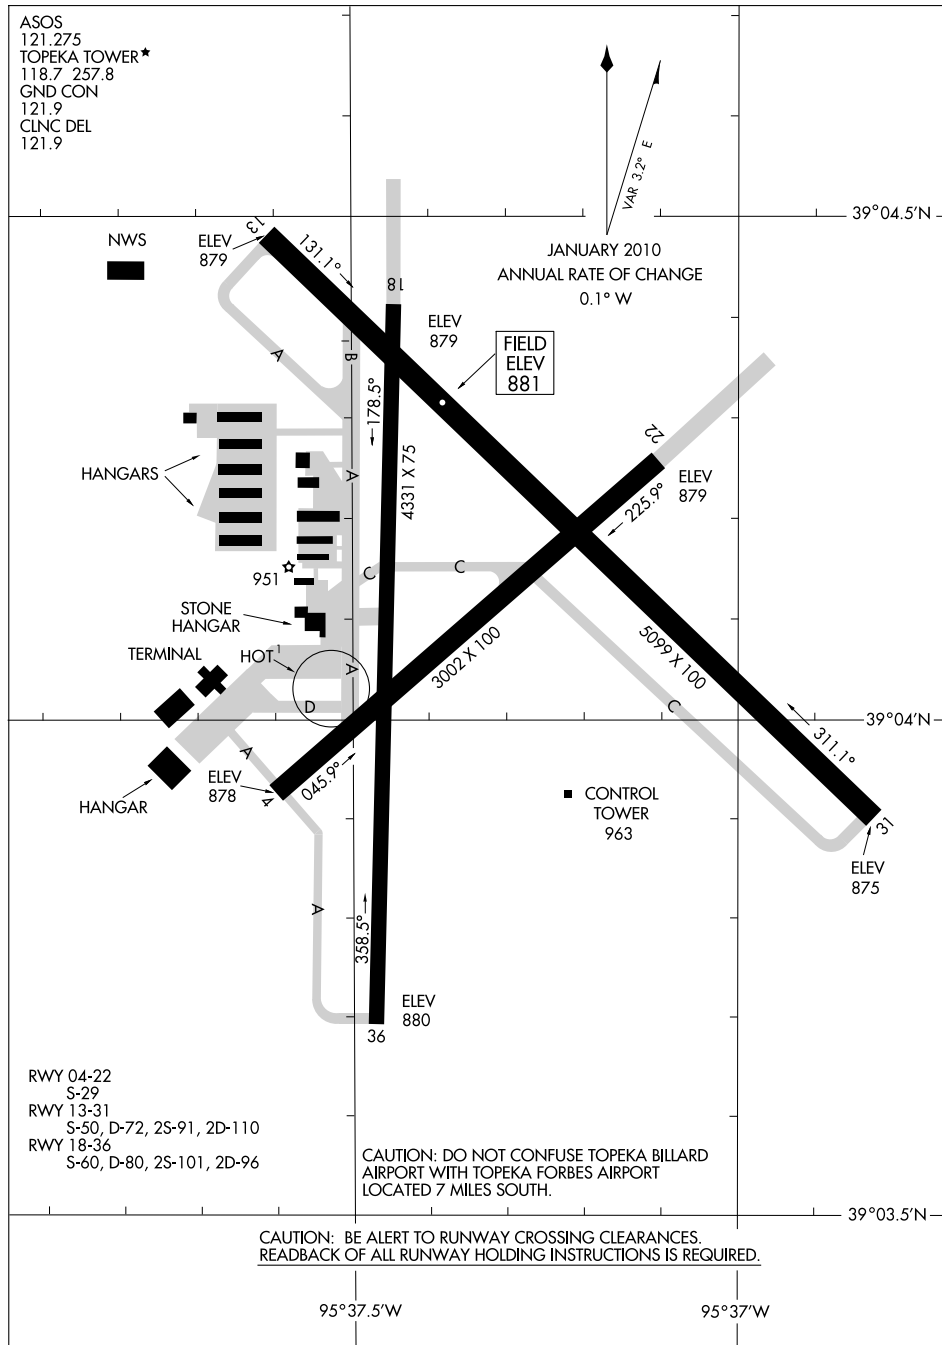 ASOS
121.275
TOPEKA TOWER★
118.7 257.8
GND CON
121.9
CLNC DEL
121.9
VAR 3.2° E
JANUARY 2010
ANNUAL RATE OF CHANGE
0.1° W
39°04.5'N
NWS
ELEV
879
13
131.1°
18
ELEV
879
FIELD
ELEV
881
A
B
178.5°
4331 X 75
22
ELEV
879
225.9°
HANGARS
A
951
C
C
STONE
HANGAR
TERMINAL
HOT 1
A
3002 X 100
5099 X 100
D
C
39°04'N
311.1°
A
HANGAR
ELEV
878
4
045.9°
CONTROL
TOWER
963
31
ELEV
875
A
358.5°
ELEV
880
36
RWY 04-22
S-29
RWY 13-31
S-50, D-72, 2S-91, 2D-110
RWY 18-36
S-60, D-80, 2S-101, 2D-96
CAUTION: DO NOT CONFUSE TOPEKA BILLARD
AIRPORT WITH TOPEKA FORBES AIRPORT
LOCATED 7 MILES SOUTH.
39°03.5'N
CAUTION: BE ALERT TO RUNWAY CROSSING CLEARANCES.
READBACK OF ALL RUNWAY HOLDING INSTRUCTIONS IS REQUIRED.
95°37.5'W
95°37'W